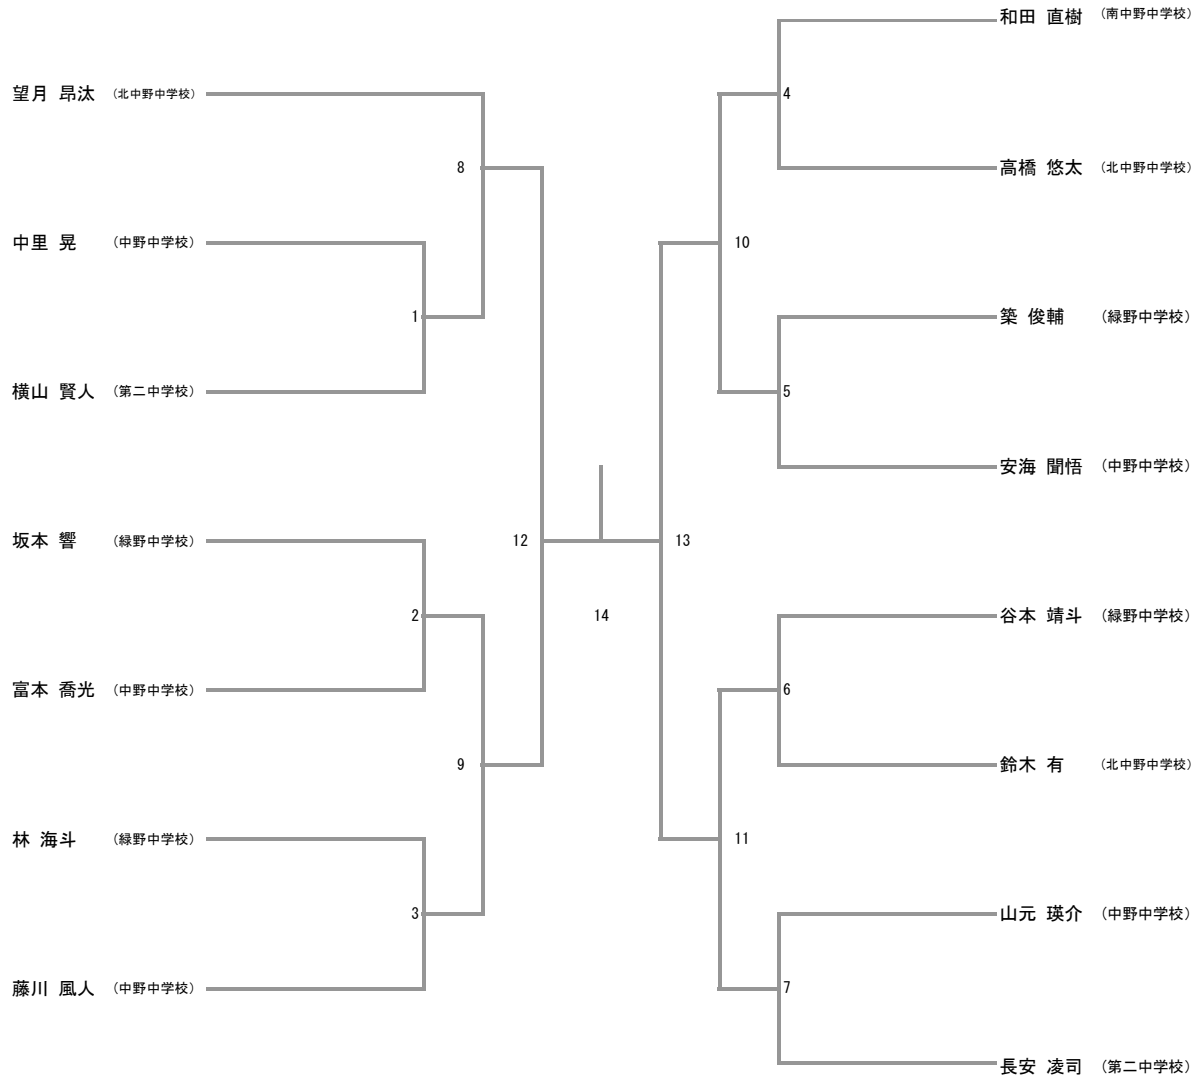 和田 直樹 （南中野中学校）
望月 昂汰 （北中野中学校）
4
8
高橋 悠太 （北中野中学校）
中里 晃 （中野中学校）
10
1
築 俊輔 （緑野中学校）
横山 賢人 （第二中学校）
5
安海 聞悟 （中野中学校）
坂本 響 （緑野中学校）
12
13
2
14
谷本 靖斗 （緑野中学校）
富本 喬光 （中野中学校）
6
9
鈴木 有 （北中野中学校）
林 海斗 （緑野中学校）
11
3
山元 瑛介 （中野中学校）
藤川 風人 （中野中学校）
7
長安 凌司 （第二中学校）